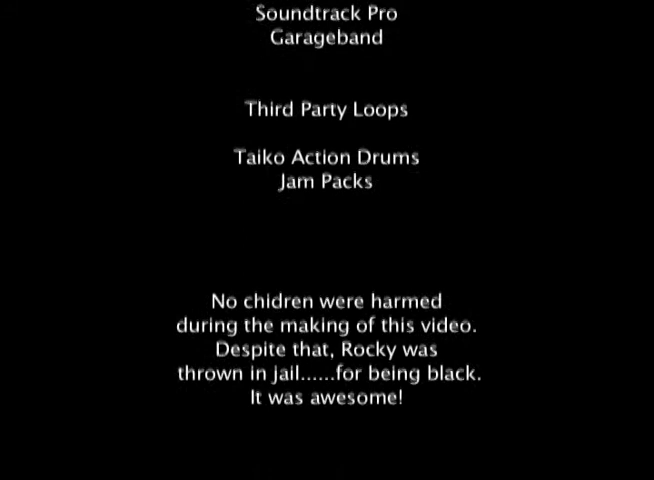 Soundtrack Pro
Garageband
Third Party Loops
Taiko Action Drums
Jam Packs
No chidren were harmed
during the making of this video.
Despite that, Rocky was
thrown in jail......for being black.
It was awesome!